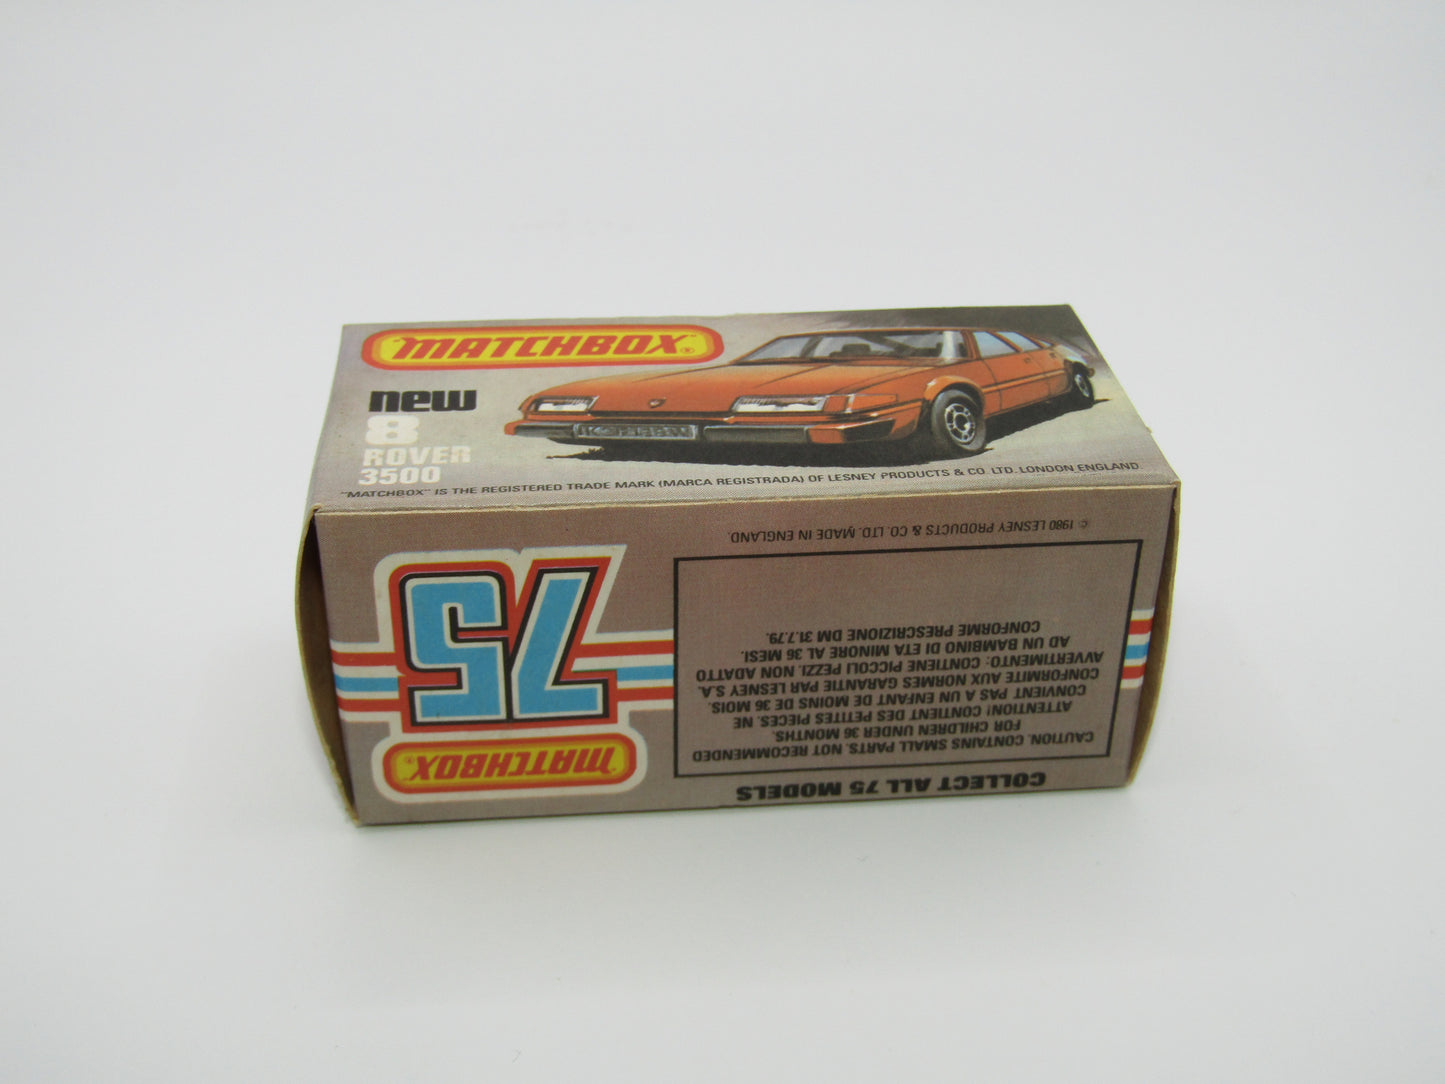 MATCHBOX®
new
8
ROVER
3500
"MATCHBOX" IS THE REGISTERED TRADE MARK (MARCA REGISTRADA) OF LESNEY PRODUCTS & CO. LTD. LONDON, ENGLAND.
COLLECT ALL 75 MODELS
CAUTION. CONTAINS SMALL PARTS. NOT RECOMMENDED
FOR CHILDREN UNDER 36 MONTHS.
ATTENTION! CONTIENT DES PETITES PIECES. NE
CONVIENT PAS A UN ENFANT DE MOINS DE 36 MOIS.
CONFORMITE AUX NORMES GARANTIE PAR LESNEY S.A.
AVVERTIMENTO: CONTIENE PICCOLI PEZZI. NON ADATTO
AD UN BAMBINO DI ETA MINORE AL 36 MESI.
CONFORME PRESCRIZIONE DM 31.7.79.
© 1980 LESNEY PRODUCTS & CO. LTD. MADE IN ENGLAND.
MATCHBOX®
75